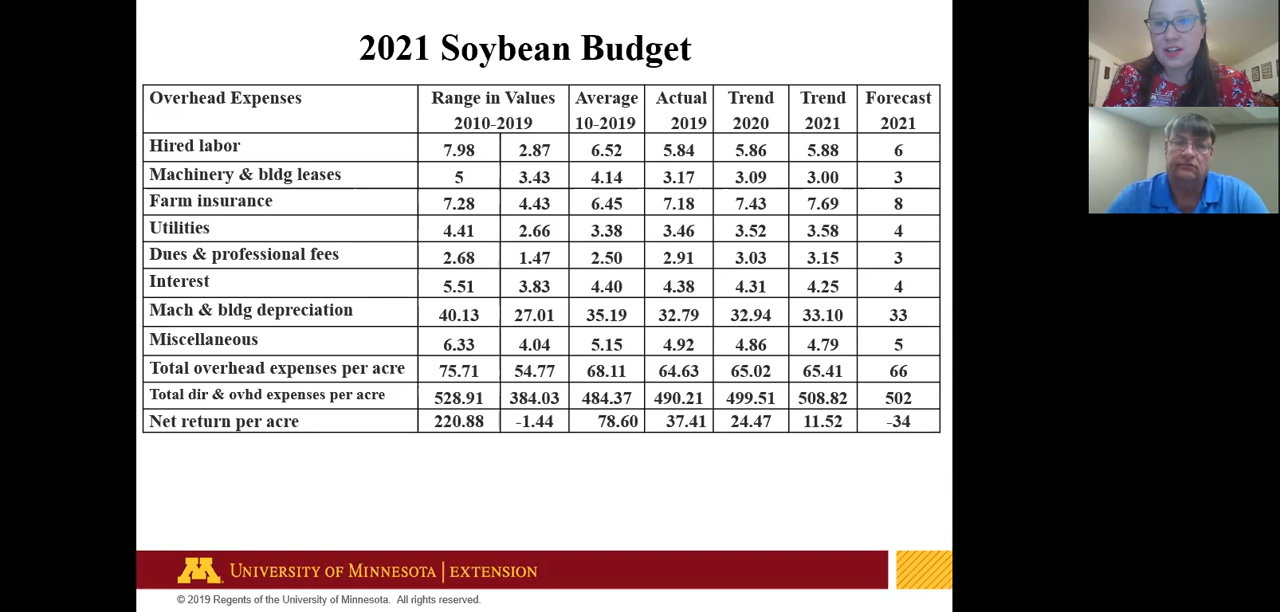 2021 Soybean Budget
Overhead Expenses Range in Values Average Actual Trend Trend Forecast
2010-2019 10-2019 2019 2020 2021 2021
Hired labor 7.98 2.87 6.52 5.84 5.86 5.88 6
Machinery & bldg leases 5 3.43 4.14 3.17 3.09 3.00 3
Farm insurance 7.28 4.43 6.45 7.18 7.43 7.69 8
Utilities 4.41 2.66 3.38 3.46 3.52 3.58 4
Dues & professional fees 2.68 1.47 2.50 2.91 3.03 3.15 3
Interest 5.51 3.83 4.40 4.38 4.31 4.25 4
Mach & bldg depreciation 40.13 27.01 35.19 32.79 32.94 33.10 33
Miscellaneous 6.33 4.04 5.15 4.92 4.86 4.79 5
Total overhead expenses per acre 75.71 54.77 68.11 64.63 65.02 65.41 66
Total dir & ovhd expenses per acre 528.91 384.03 484.37 490.21 499.51 508.82 502
Net return per acre 220.88 -1.44 78.60 37.41 24.47 11.52 -34
M UNIVERSITY OF MINNESOTA | EXTENSION
© 2019 Regents of the University of Minnesota. All rights reserved.